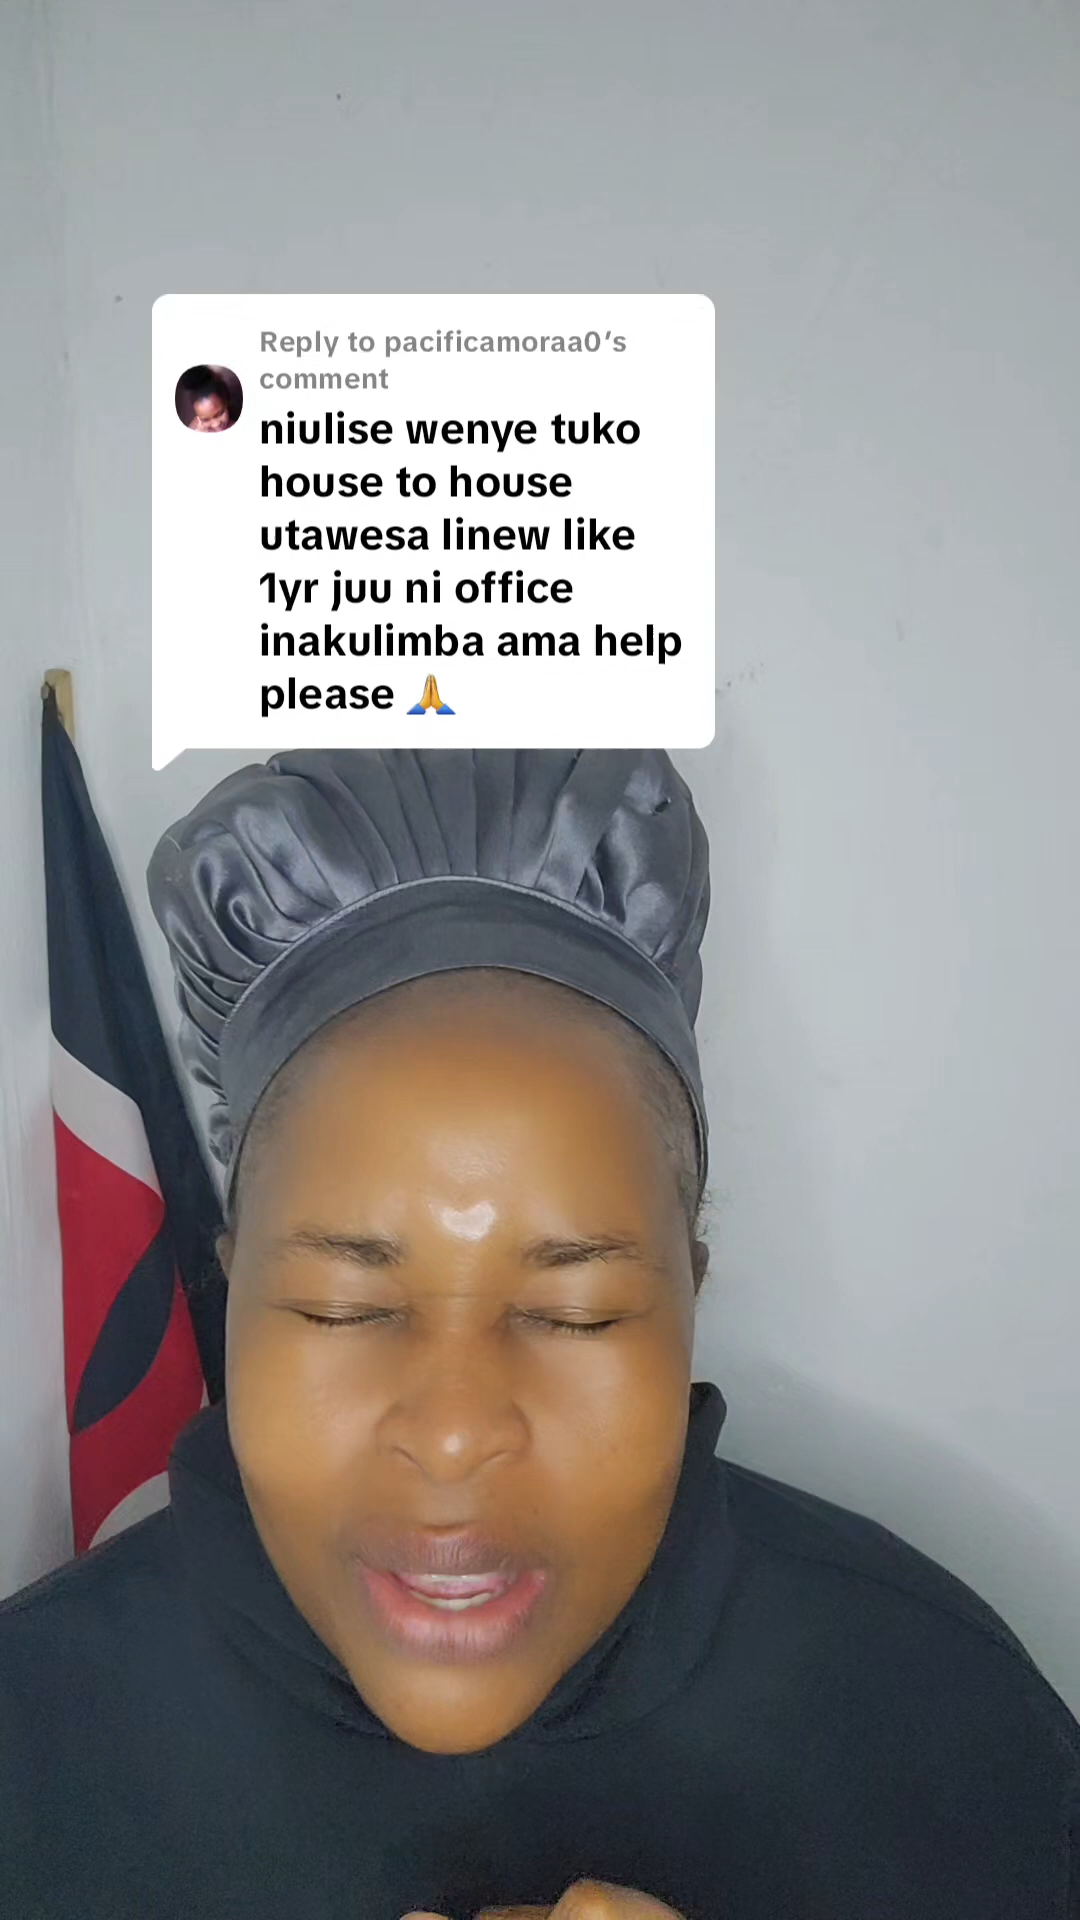 Reply to pacificamoraa0's
comment
niulise wenye tuko
house to house
utawesa linew like
1yr juu ni office
inakulimba ama help
please 🙏